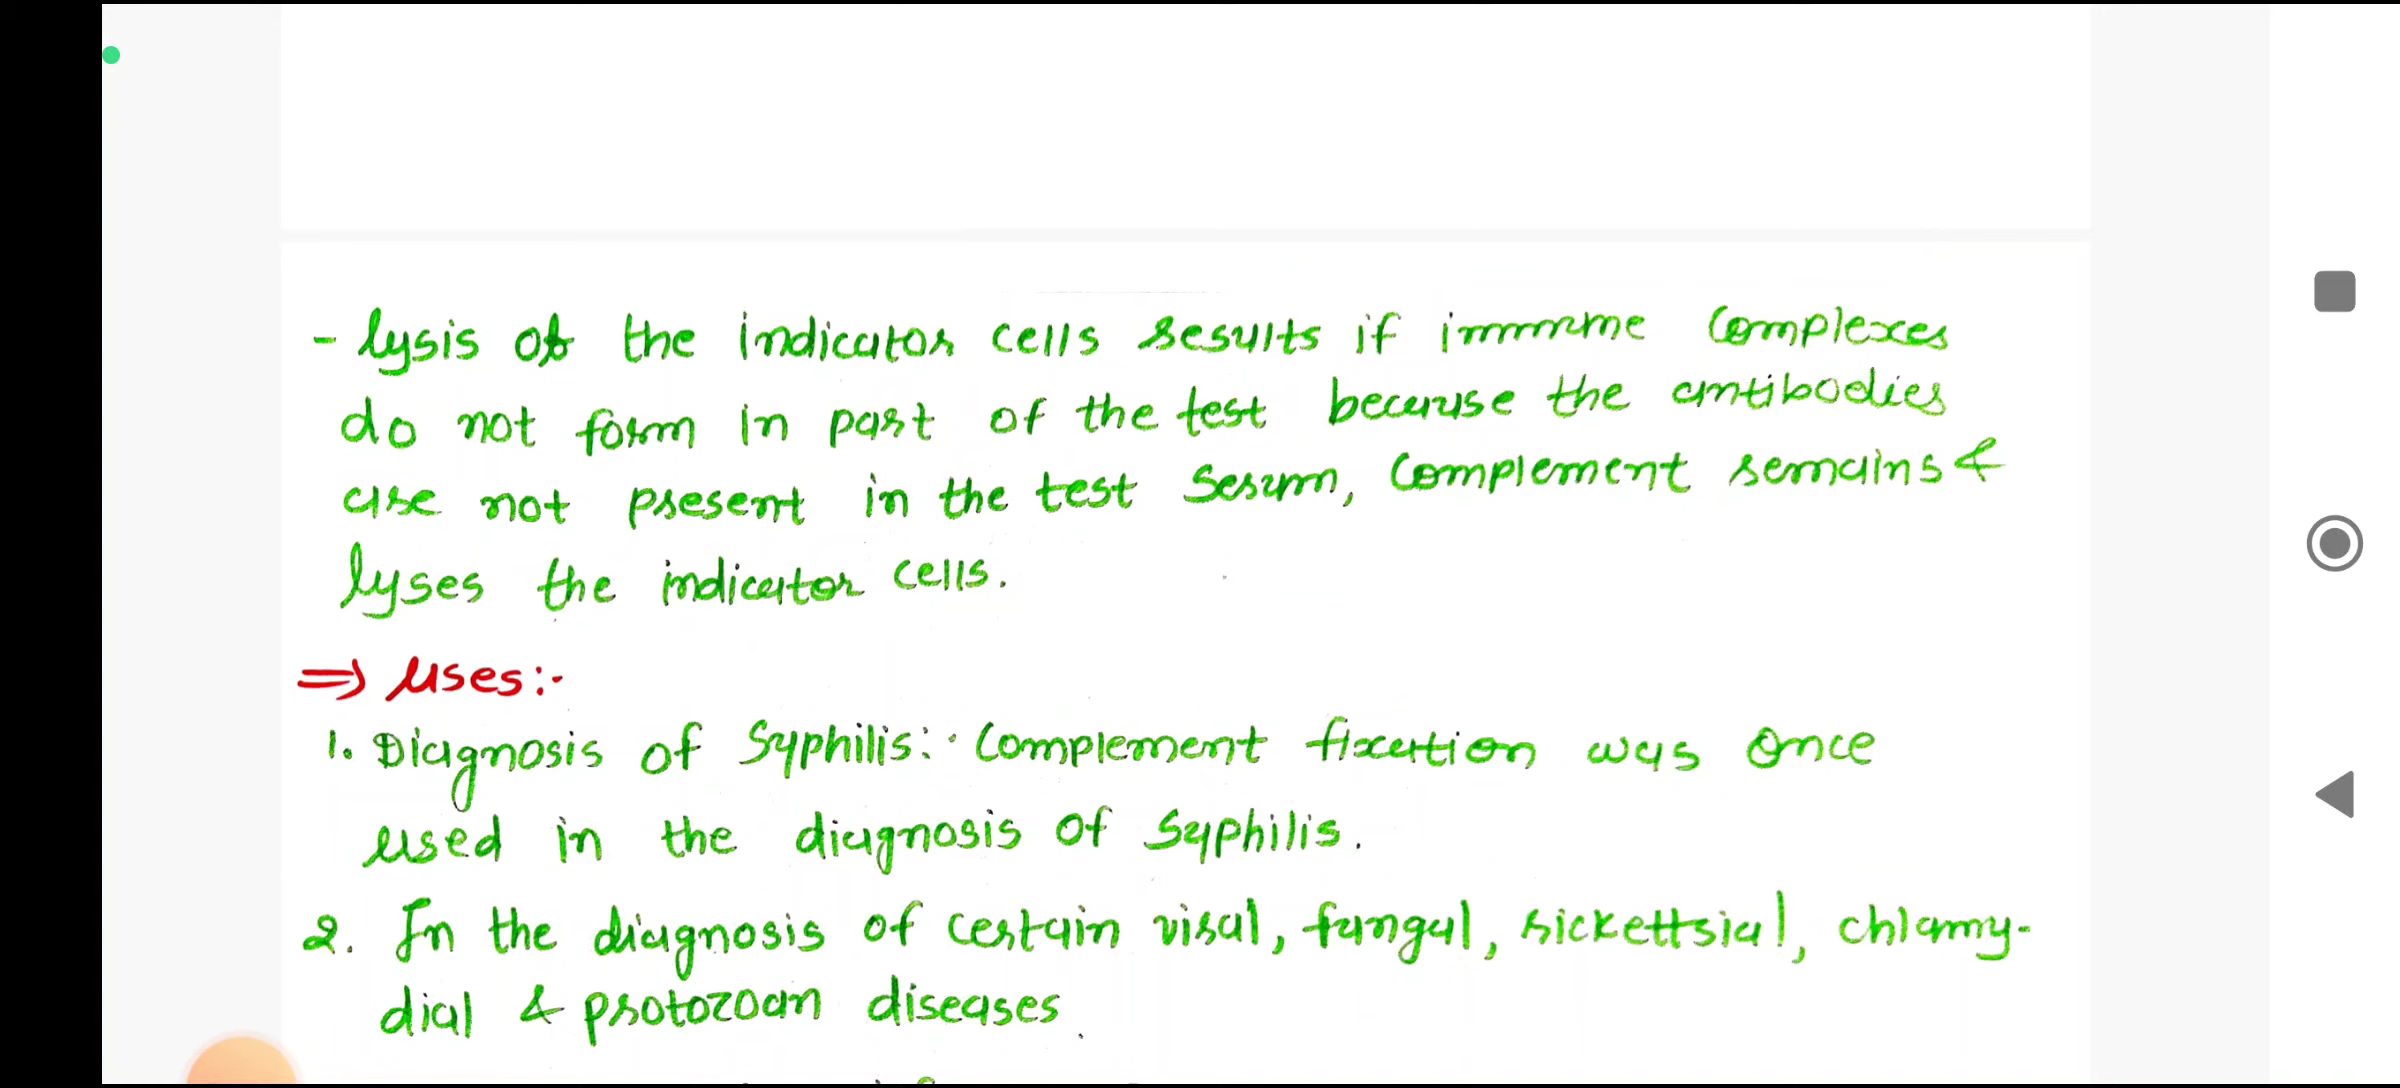 - lysis of the indicator cells results if immune complexes
do not form in part of the test because the antibodies
are not present in the test serum, complement remains &
lyses the indicator cells.
⇒ Uses:-
1. Diagnosis of Syphilis:- Complement fixation was once
used in the diagnosis of syphilis.
2. In the diagnosis of certain viral, fungal, rickettsial, chlamy-
dial & protozoan diseases.